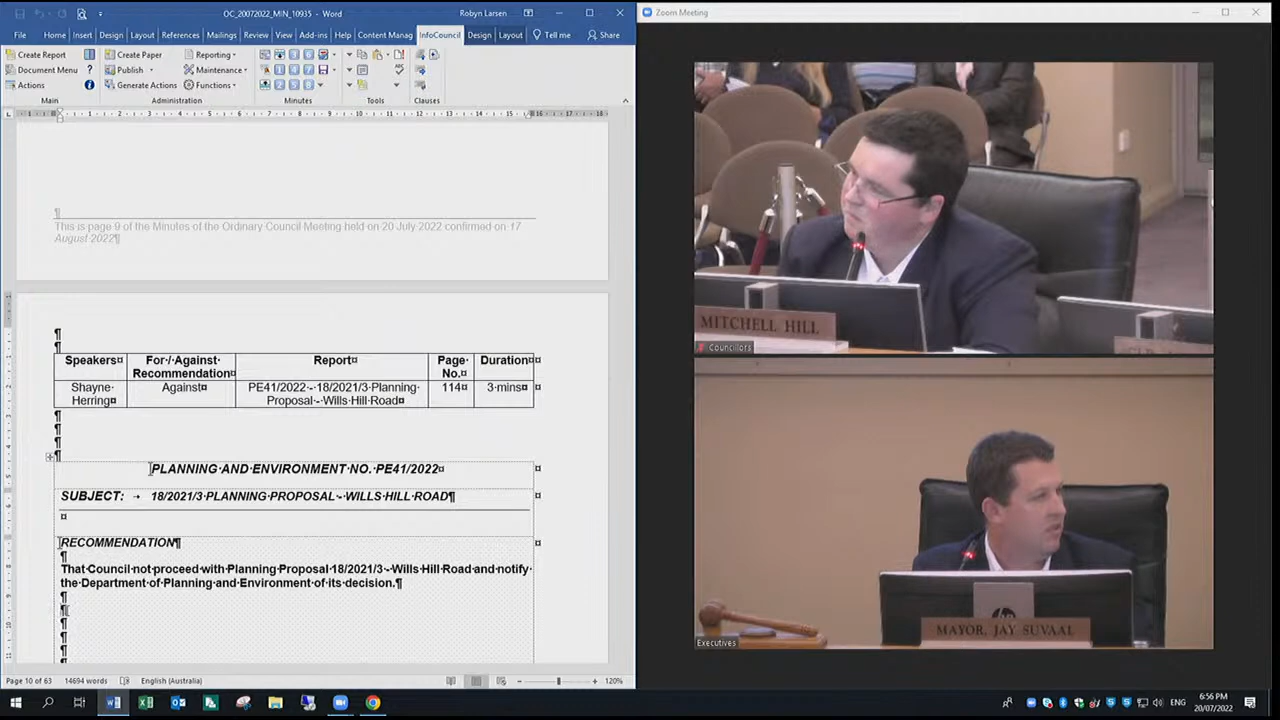 OC_20072022_MIN_10935 - Word
Robyn Larsen
Zoom Meeting
File Home Insert Design Layout References Mailings Review View Add-ins Help Content Manag InfoCouncil Design Layout Tell me Share
Create Report
Create Paper
Reporting
Document Menu
Publish
Maintenance
Actions
Generate Actions
Functions
Main
Administration
Minutes
Tools
Clauses
This is page 9 of the Minutes of the Ordinary Council Meeting held on 20 July 2022 confirmed on 17
August 2022¶
Speakers¤ For / Against Recommendation¤ Report¤ Page No.¤ Duration¤
Shayne Herring¤ Against¤ PE41/2022 - 18/2021/3 Planning Proposal - Wills Hill Road¤ 114¤ 3 mins¤
PLANNING AND ENVIRONMENT NO. PE41/2022¤
SUBJECT: 18/2021/3 PLANNING PROPOSAL - WILLS HILL ROAD¶
RECOMMENDATION¶
That Council not proceed with Planning Proposal 18/2021/3 - Wills Hill Road and notify
the Department of Planning and Environment of its decision.¶
Page 10 of 63 14694 words English (Australia) 120%
MITCHELL HILL
Councillors
MAYOR, JAY SUVAAL
Executives
hp
ENG
6:56 PM
20/07/2022